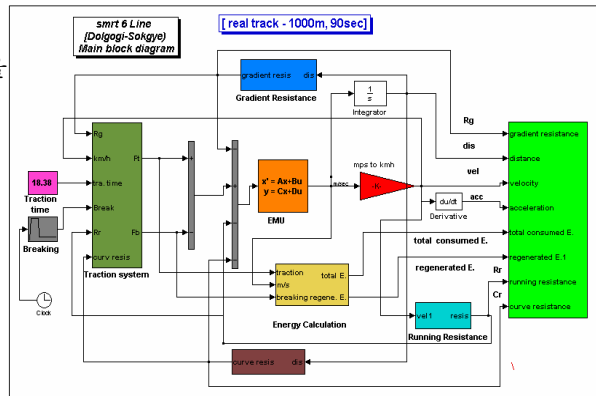 smrt 6 Line
(Dolgogi-Sokgye)
Main block diagram
[ real track - 1000m, 90sec]
gradient resis dis
Gradient Resistance
1
s
Integrator
Rg
dis
vel
acc
Rg
km/h
tra. time
Break
Rr
curv resis
Ft
Fb
Traction system
18.38
Traction time
Breaking
Clock
x' = Ax+Bu
y = Cx+Du
EMU
m/sec
mps to kmh
-K-
du/dt
Derivative
total consumed E.
regenerated E.
Rr
Cr
traction
m/s
breaking regene. E.
total E.
Energy Calculation
vel1 resis
Running Resistance
curve resis dis
gradient resistance
distance
velocity
acceleration
total consumed E.
regenerated E.1
running resistance
curve resistance